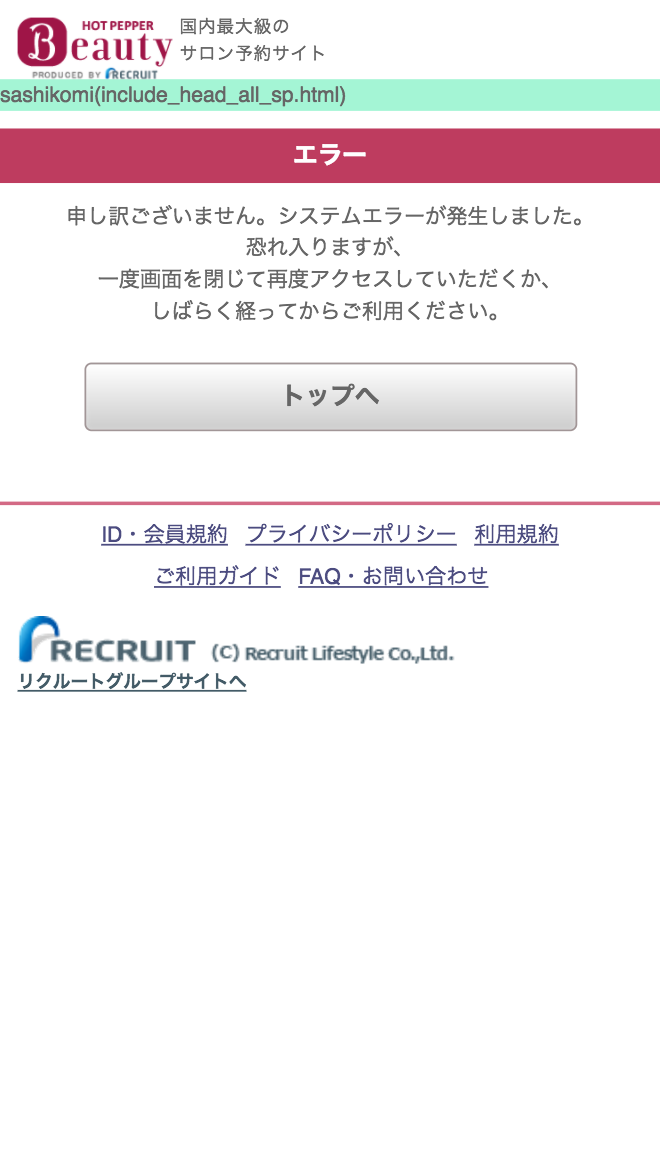 HOT PEPPER
Beauty
PRODUCED BY RECRUIT
国内最大級の
サロン予約サイト
sashikomi(include_head_all_sp.html)
エラー
申し訳ございません。システムエラーが発生しました。
恐れ入りますが、
一度画面を閉じて再度アクセスしていただくか、
しばらく経ってからご利用ください。
トップへ
ID・会員規約 プライバシーポリシー 利用規約
ご利用ガイド FAQ・お問い合わせ
RECRUIT (C) Recruit Lifestyle Co.,Ltd.
リクルートグループサイトへ